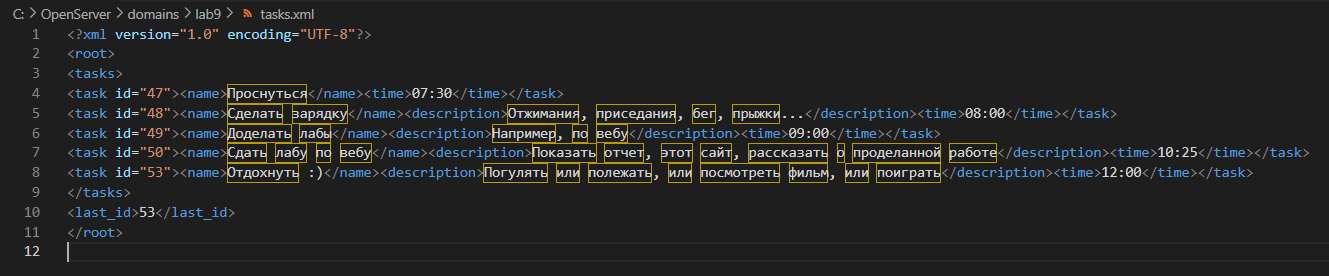 C: > OpenServer > domains > lab9 > tasks.xml
1 <?xml version="1.0" encoding="UTF-8"?>
2 <root>
3 <tasks>
4 <task id="47"><name>Проснуться</name><time>07:30</time></task>
5 <task id="48"><name>Сделать зарядку</name><description>Отжимания, приседания, бег, прыжки...</description><time>08:00</time></task>
6 <task id="49"><name>Доделать лабы</name><description>Например, по вебу</description><time>09:00</time></task>
7 <task id="50"><name>Сдать лабу по вебу</name><description>Показать отчет, этот сайт, рассказать о проделанной работе</description><time>10:25</time></task>
8 <task id="53"><name>Отдохнуть :)</name><description>Погулять или полежать, или посмотреть фильм, или поиграть</description><time>12:00</time></task>
9 </tasks>
10 <last_id>53</last_id>
11 </root>
12